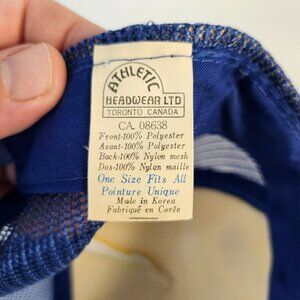 ATHLETIC
HEADWEAR LTD
TORONTO CANADA
CA. 08638
Front-100% Polyester
Avant-100% Polyester
Back-100% Nylon mesh
Dos-100% Nylon maille
One Size Fits All
Pointure Unique
Made in Korea
Fabriqué en Corée